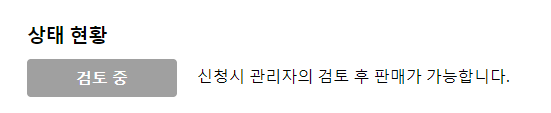 상태 현황
검토 중
신청시 관리자의 검토 후 판매가 가능합니다.